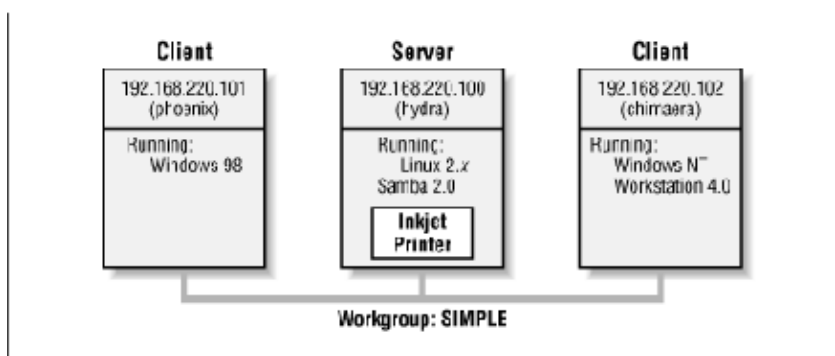 Client
192.168.220.101
(phoenix)
Running:
Windows 98
Server
192.168.220.100
(hydra)
Running:
Linux 2.x
Samba 2.0
Inkjet
Printer
Client
192.168.220.102
(chimaera)
Running:
Windows NT
Workstation 4.0
Workgroup: SIMPLE